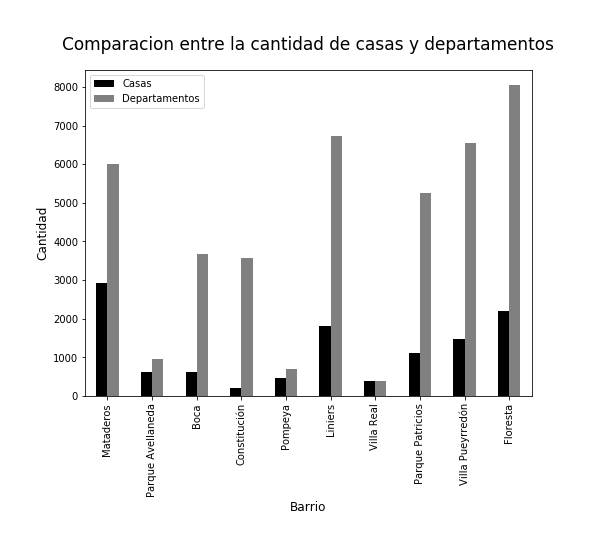 Comparacion entre la cantidad de casas y departamentos
Casas
Departamentos
8000
7000
6000
5000
4000
3000
2000
1000
0
Cantidad
Mataderos
Parque Avellaneda
Boca
Constitución
Pompeya
Liniers
Villa Real
Parque Patricios
Villa Pueyrredón
Floresta
Barrio